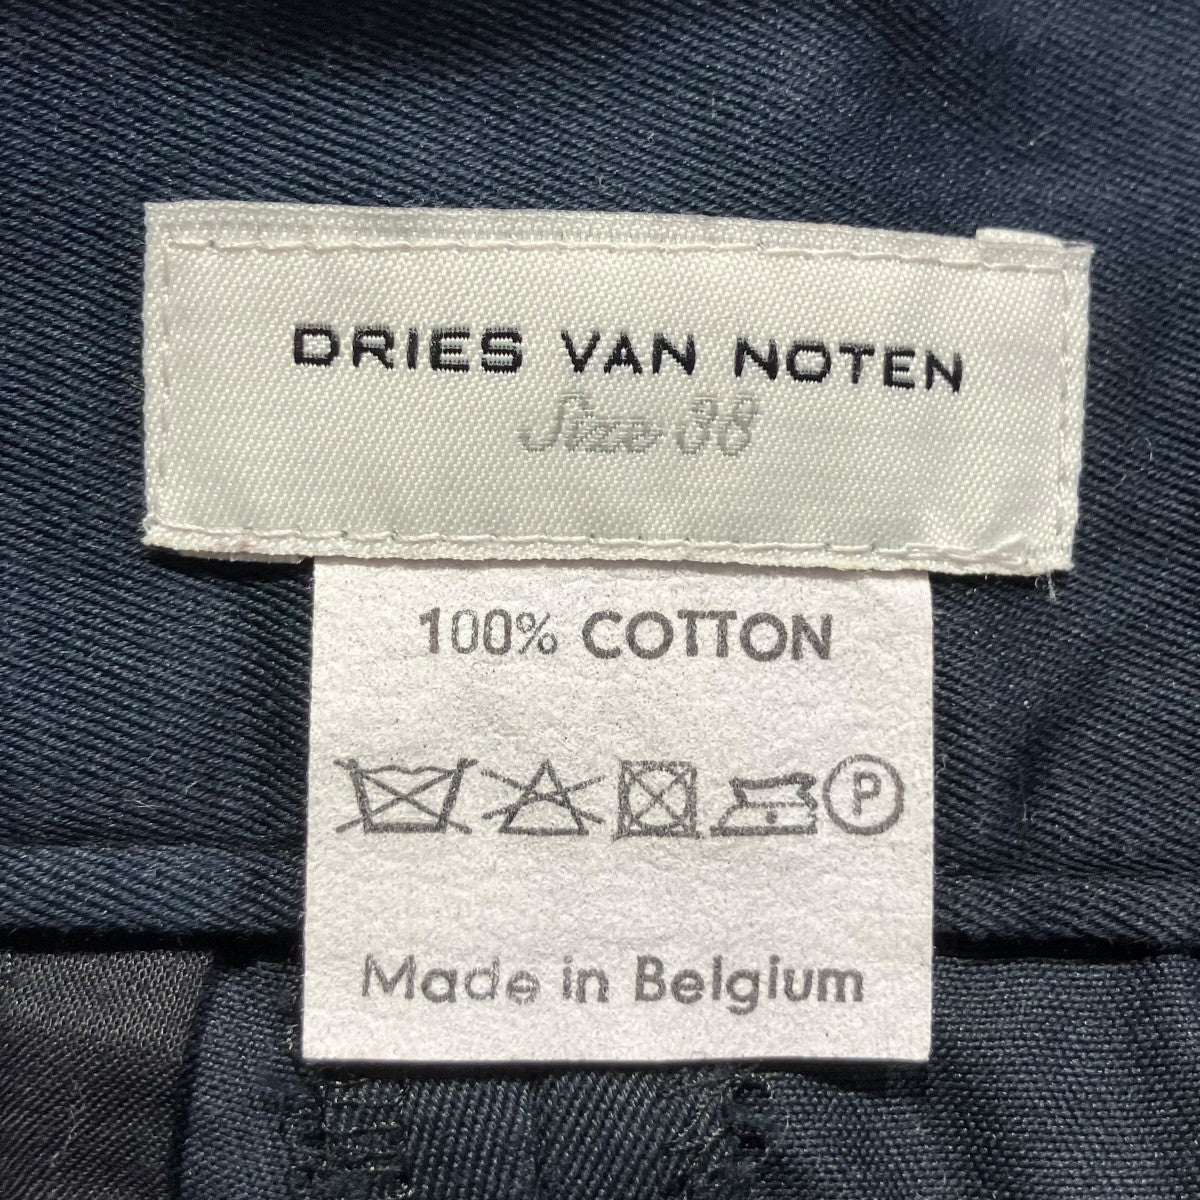 DRIES VAN NOTEN
Size 38
100% COTTON
P
Made in Belgium